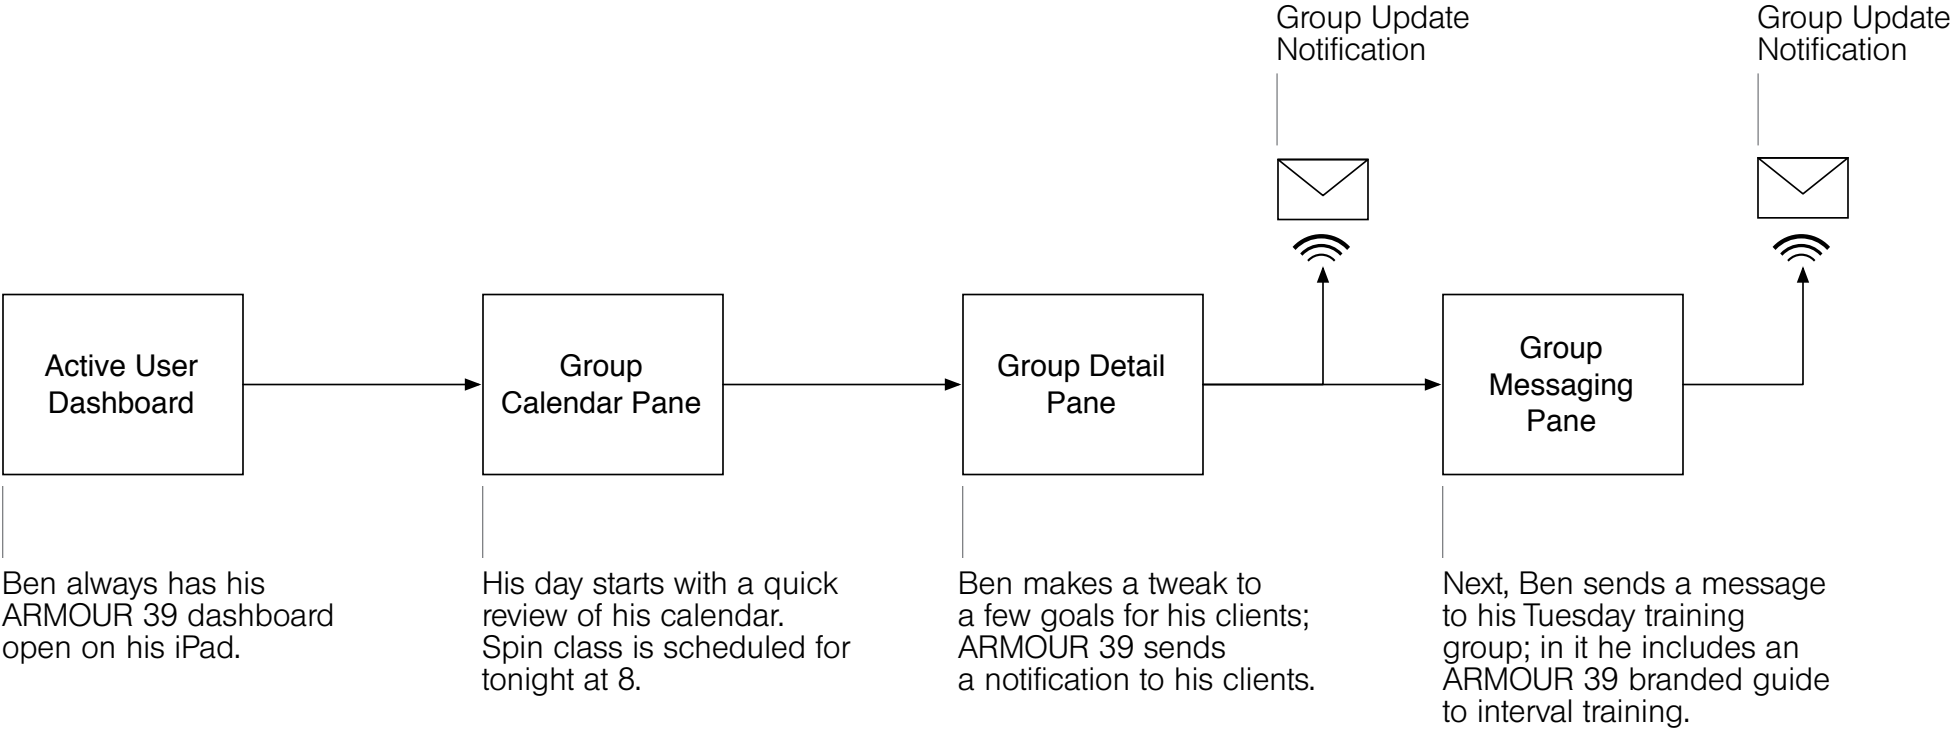 Group Update
Notification
Group Update
Notification
Active User
Dashboard
Group
Calendar Pane
Group Detail
Pane
Group
Messaging
Pane
Ben always has his
ARMOUR 39 dashboard
open on his iPad.
His day starts with a quick
review of his calendar.
Spin class is scheduled for
tonight at 8.
Ben makes a tweak to
a few goals for his clients;
ARMOUR 39 sends
a notification to his clients.
Next, Ben sends a message
to his Tuesday training
group; in it he includes an
ARMOUR 39 branded guide
to interval training.